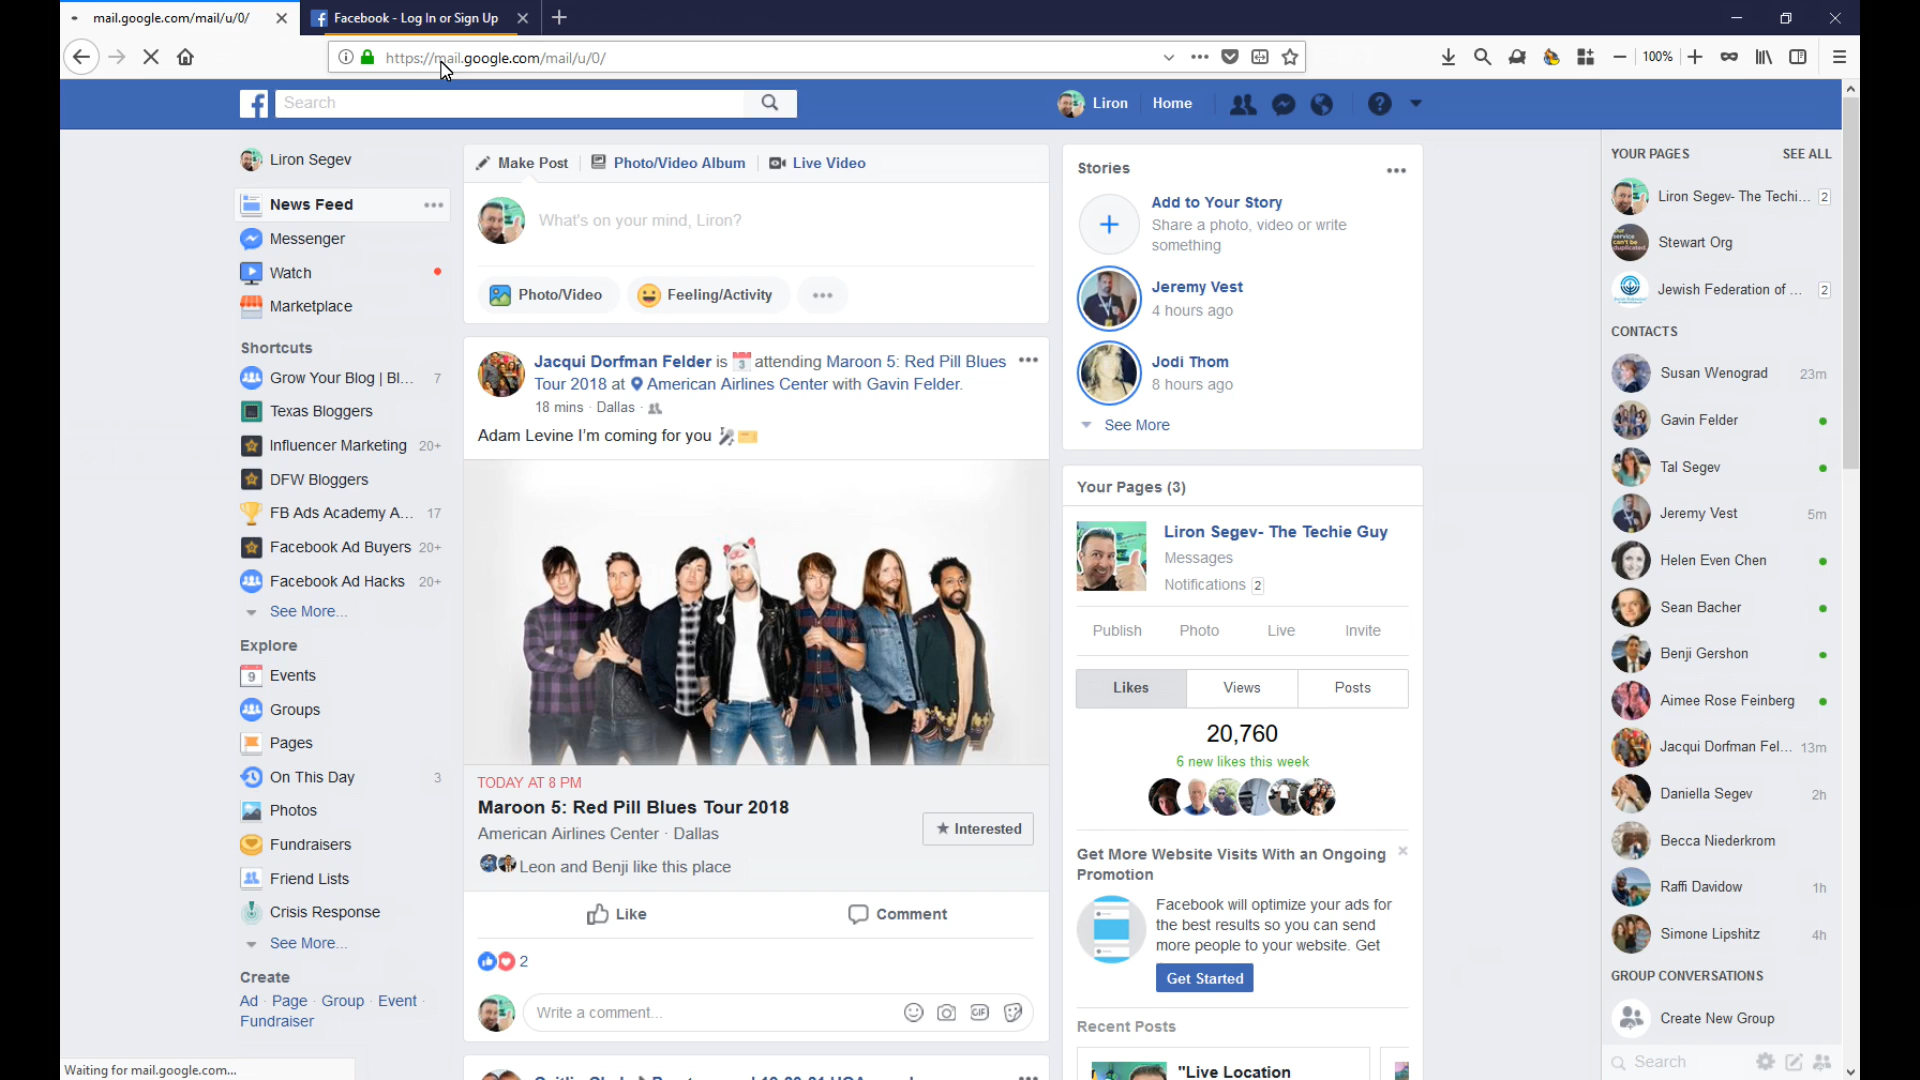 mail.google.com/mail/u/0/
Facebook - Log In or Sign Up
https://mail.google.com/mail/u/0/
100%
Search
Liron
Home
Liron Segev
News Feed
Messenger
Watch
Marketplace
Shortcuts
Grow Your Blog | Bl... 7
Texas Bloggers
Influencer Marketing 20+
DFW Bloggers
FB Ads Academy A... 17
Facebook Ad Buyers 20+
Facebook Ad Hacks 20+
See More...
Explore
Events
Groups
Pages
On This Day 3
Photos
Fundraisers
Friend Lists
Crisis Response
See More...
Create
Ad · Page · Group · Event ·
Fundraiser
Waiting for mail.google.com...
Make Post
Photo/Video Album
Live Video
What's on your mind, Liron?
Photo/Video
Feeling/Activity
Jacqui Dorfman Felder is attending Maroon 5: Red Pill Blues
Tour 2018 at American Airlines Center with Gavin Felder.
18 mins · Dallas ·
Adam Levine I'm coming for you
TODAY AT 8 PM
Maroon 5: Red Pill Blues Tour 2018
American Airlines Center · Dallas
Interested
Leon and Benji like this place
Like
Comment
2
Write a comment...
GIF
Stories
Add to Your Story
Share a photo, video or write
something
Jeremy Vest
4 hours ago
Jodi Thom
8 hours ago
See More
Your Pages (3)
Liron Segev- The Techie Guy
Messages
Notifications 2
Publish
Photo
Live
Invite
Likes
Views
Posts
20,760
6 new likes this week
Get More Website Visits With an Ongoing
Promotion
Facebook will optimize your ads for
the best results so you can send
more people to your website. Get
Get Started
Recent Posts
"Live Location
YOUR PAGES
SEE ALL
Liron Segev- The Techi... 2
Stewart Org
Jewish Federation of ... 2
CONTACTS
Susan Wenograd 23m
Gavin Felder
Tal Segev
Jeremy Vest 5m
Helen Even Chen
Sean Bacher
Benji Gershon
Aimee Rose Feinberg
Jacqui Dorfman Fel... 13m
Daniella Segev 2h
Becca Niederkrom
Raffi Davidow 1h
Simone Lipshitz 4h
GROUP CONVERSATIONS
Create New Group
Search